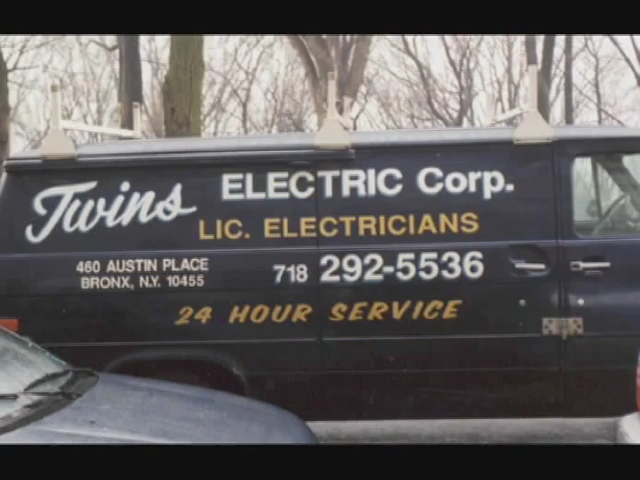 Twins ELECTRIC Corp.
LIC. ELECTRICIANS
460 AUSTIN PLACE
BRONX, N.Y. 10455
718 292-5536
24 HOUR SERVICE